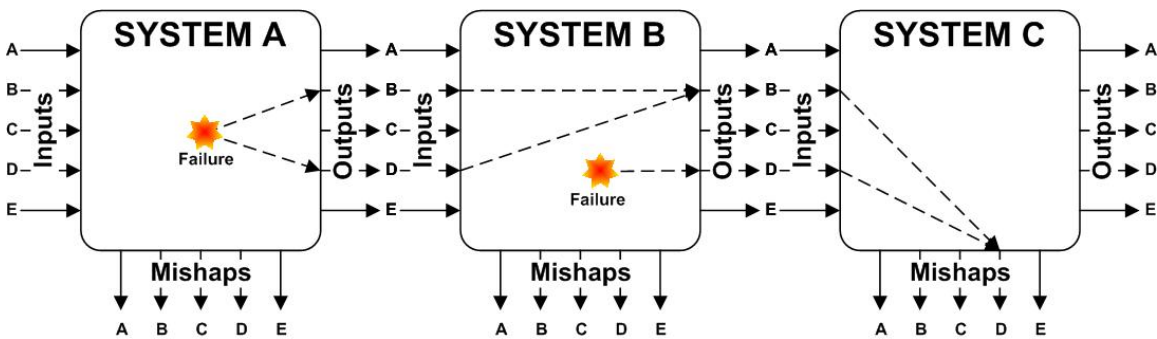 SYSTEM A
SYSTEM B
SYSTEM C
A A A A
B B B B
C C C C
D D D D
E E E E
Inputs
Outputs
Inputs
Outputs
Inputs
Outputs
Failure
Failure
Mishaps
Mishaps
Mishaps
A B C D E
A B C D E
A B C D E